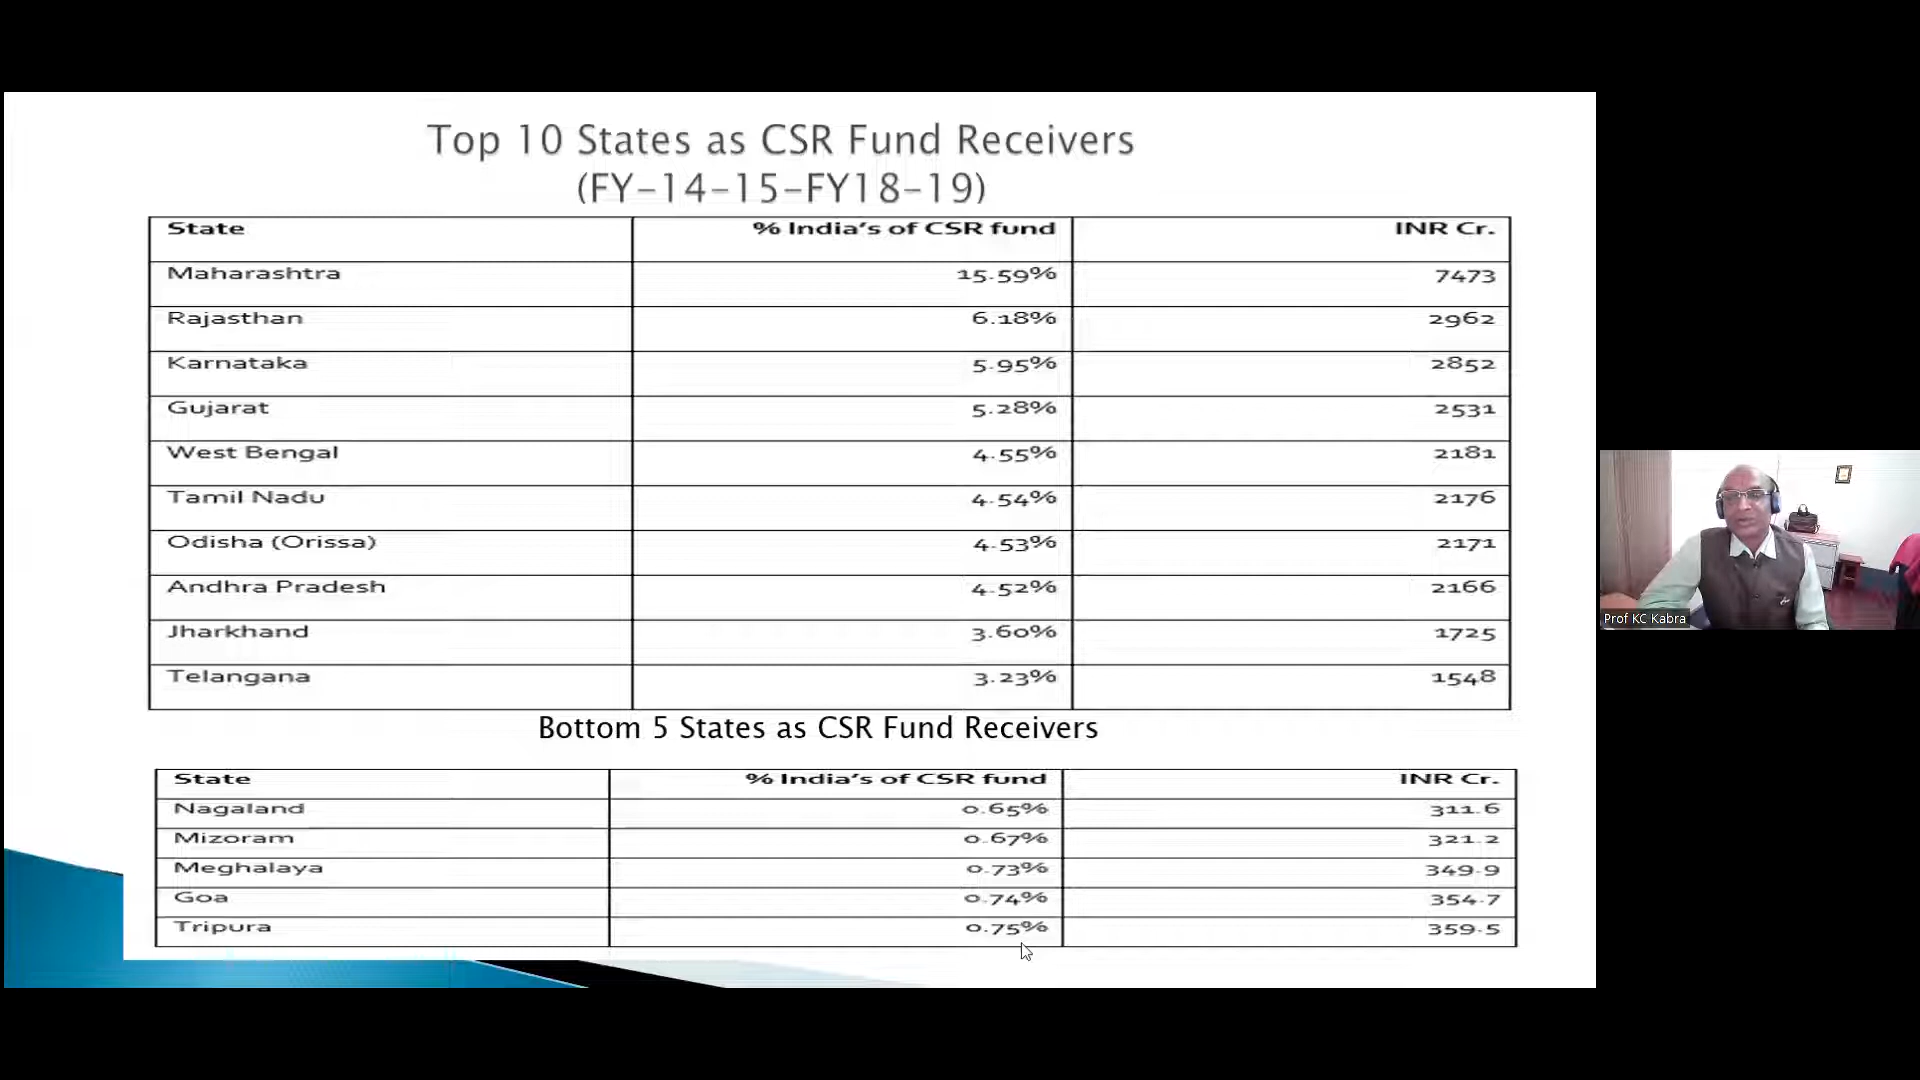 Top 10 States as CSR Fund Receivers
(FY-14-15-FY18-19)
State % India's of CSR fund INR Cr.
Maharashtra 15.59% 7473
Rajasthan 6.18% 2962
Karnataka 5.95% 2852
Gujarat 5.28% 2531
West Bengal 4.55% 2181
Tamil Nadu 4.54% 2176
Odisha (Orissa) 4.53% 2171
Andhra Pradesh 4.52% 2166
Jharkhand 3.60% 1725
Telangana 3.23% 1548
Bottom 5 States as CSR Fund Receivers
State % India's of CSR fund INR Cr.
Nagaland 0.65% 311.6
Mizoram 0.67% 321.2
Meghalaya 0.73% 349.9
Goa 0.74% 354.7
Tripura 0.75% 359.5
Prof KC Kabra